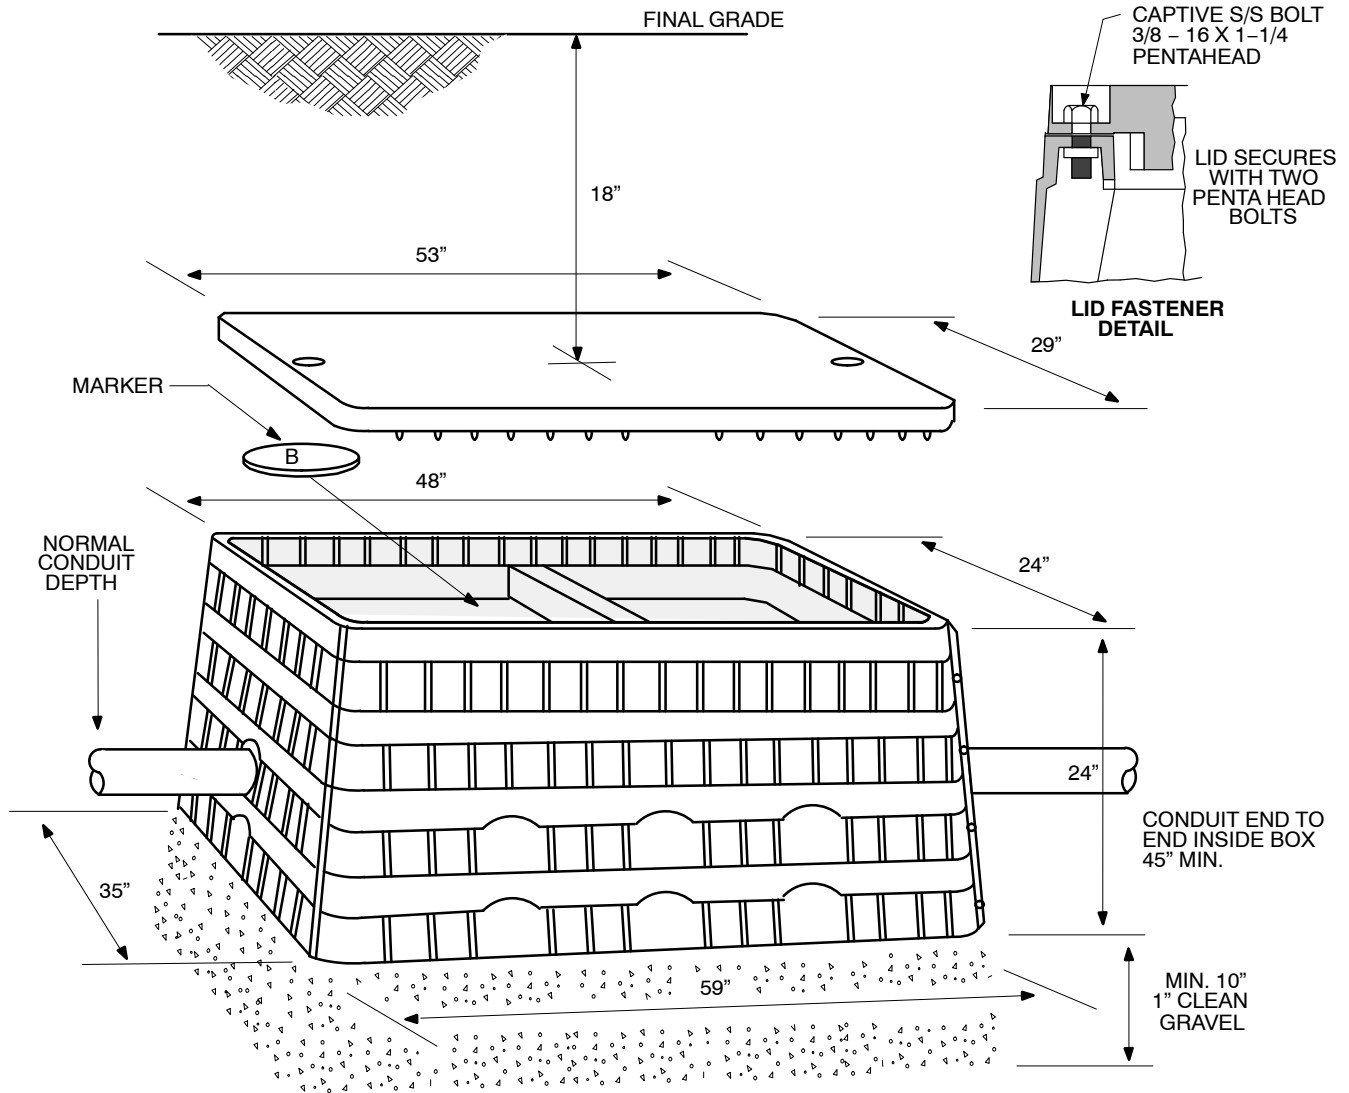 FINAL GRADE
CAPTIVE S/S BOLT
3/8 – 16 X 1–1/4
PENTAHEAD
LID SECURES
WITH TWO
PENTA HEAD
BOLTS
LID FASTENER
DETAIL
18”
53”
29”
MARKER
B
48”
NORMAL
CONDUIT
DEPTH
24”
24”
CONDUIT END TO
END INSIDE BOX
45” MIN.
35”
59”
MIN. 10”
1” CLEAN
GRAVEL